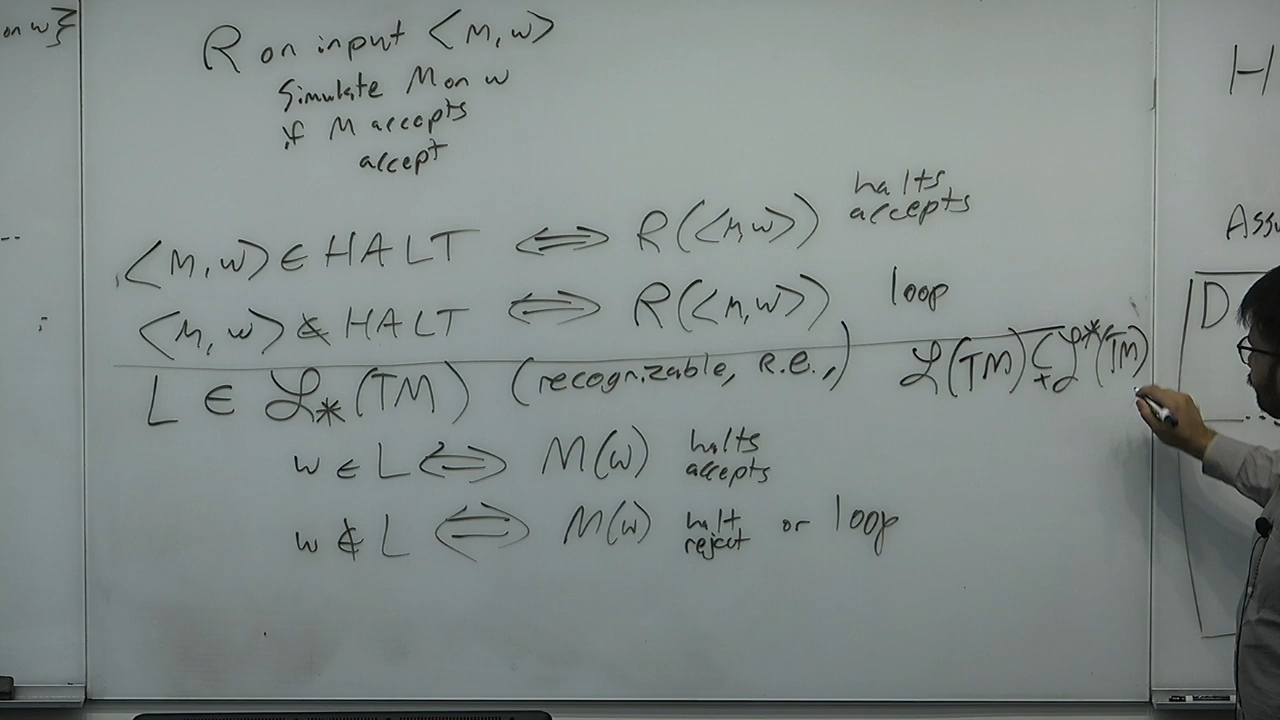 on w}
R on input <M,w>
Simulate M on w
if M accepts
accept
<M,w> ∈ HALT ⟺ R(<M,w>) halts accepts
<M,w> ∉ HALT ⟺ R(<M,w>) loop
L ∈ ℒ*(TM) (recognizable, R.e.,) ℒ(TM) ⊊ ℒ*(TM)
w ∈ L ⟺ M(w) halts accepts
w ∉ L ⟺ M(w) halt reject or loop
H
Assu
D